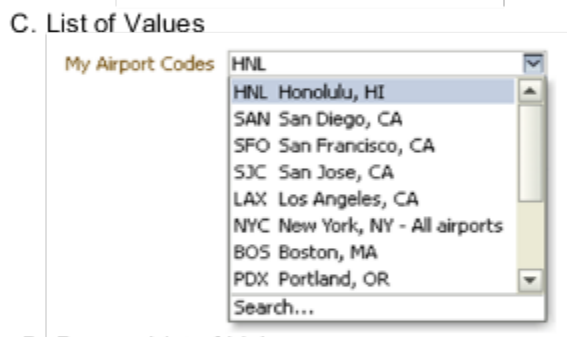 C. List of Values
My Airport Codes HNL
HNL Honolulu, HI
SAN San Diego, CA
SFO San Francisco, CA
SJC San Jose, CA
LAX Los Angeles, CA
NYC New York, NY - All airports
BOS Boston, MA
PDX Portland, OR
Search...